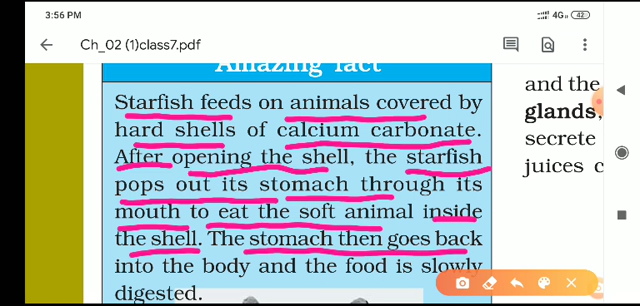 3:56 PM
4G 42
Ch_02 (1)class7.pdf
Amazing fact
Starfish feeds on animals covered by
hard shells of calcium carbonate.
After opening the shell, the starfish
pops out its stomach through its
mouth to eat the soft animal inside
the shell. The stomach then goes back
into the body and the food is slowly
digested.
and the
glands,
secrete
juices c